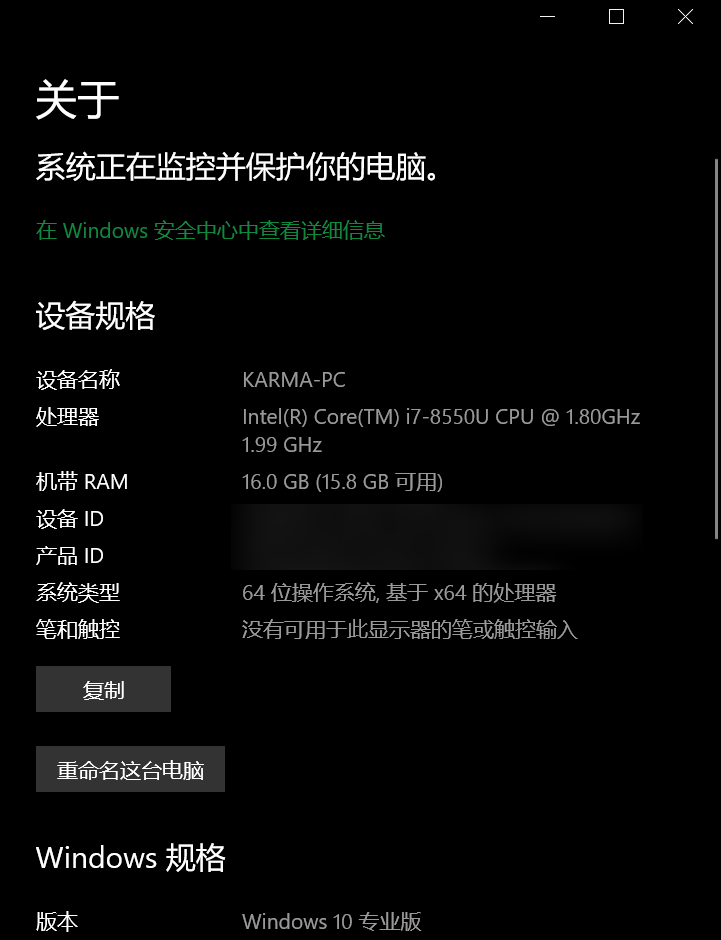 关于
系统正在监控并保护你的电脑。
在 Windows 安全中心中查看详细信息
设备规格
设备名称 KARMA-PC
处理器 Intel(R) Core(TM) i7-8550U CPU @ 1.80GHz
1.99 GHz
机带 RAM 16.0 GB (15.8 GB 可用)
设备 ID
产品 ID
系统类型 64 位操作系统, 基于 x64 的处理器
笔和触控 没有可用于此显示器的笔或触控输入
复制
重命名这台电脑
Windows 规格
版本 Windows 10 专业版